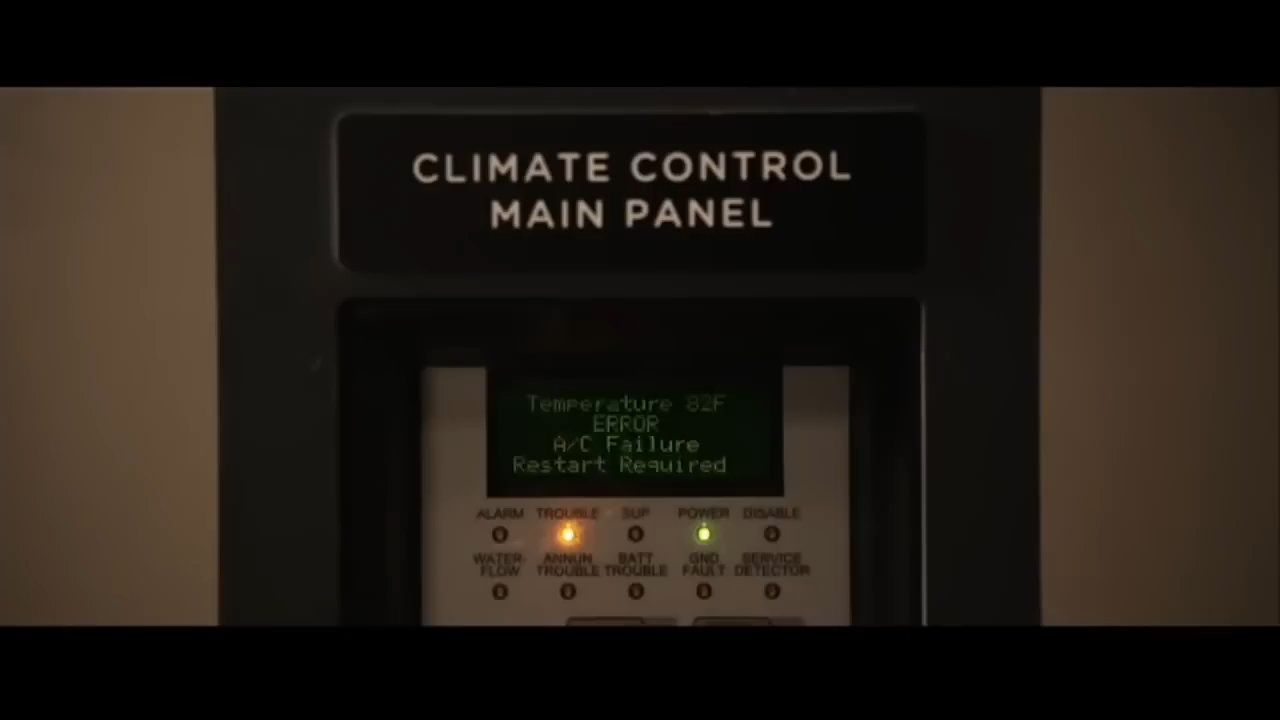 CLIMATE CONTROL
MAIN PANEL
Temperature 82F
ERROR
A/C Failure
Restart Required
ALARM TROUBLE SUP POWER DISABLE
WATER- ANNUN BATT GND SERVICE
FLOW TROUBLE TROUBLE FAULT DETECTOR